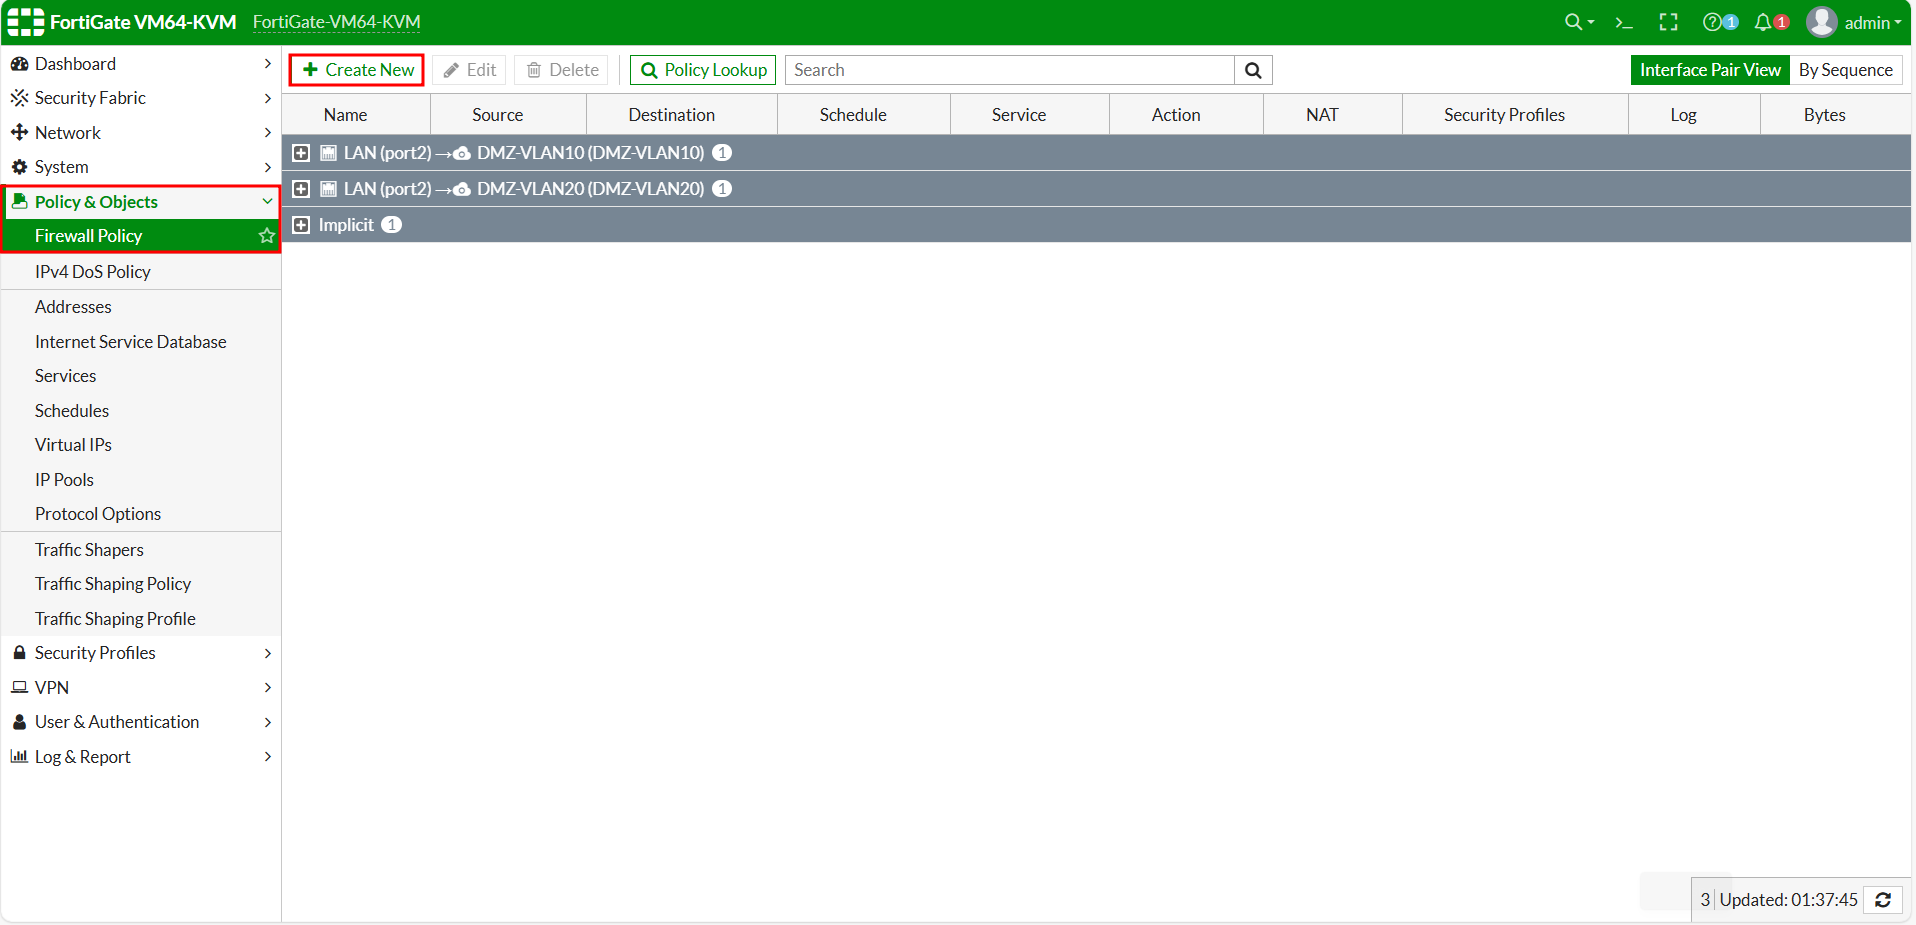 FortiGate VM64-KVM FortiGate-VM64-KVM 1 1 admin
Create New Edit Delete Policy Lookup Search Interface Pair View By Sequence
Name Source Destination Schedule Service Action NAT Security Profiles Log Bytes
LAN (port2) → DMZ-VLAN10 (DMZ-VLAN10) 1
LAN (port2) → DMZ-VLAN20 (DMZ-VLAN20) 1
Implicit 1
Dashboard
Security Fabric
Network
System
Policy & Objects
Firewall Policy
IPv4 DoS Policy
Addresses
Internet Service Database
Services
Schedules
Virtual IPs
IP Pools
Protocol Options
Traffic Shapers
Traffic Shaping Policy
Traffic Shaping Profile
Security Profiles
VPN
User & Authentication
Log & Report
3 Updated: 01:37:45